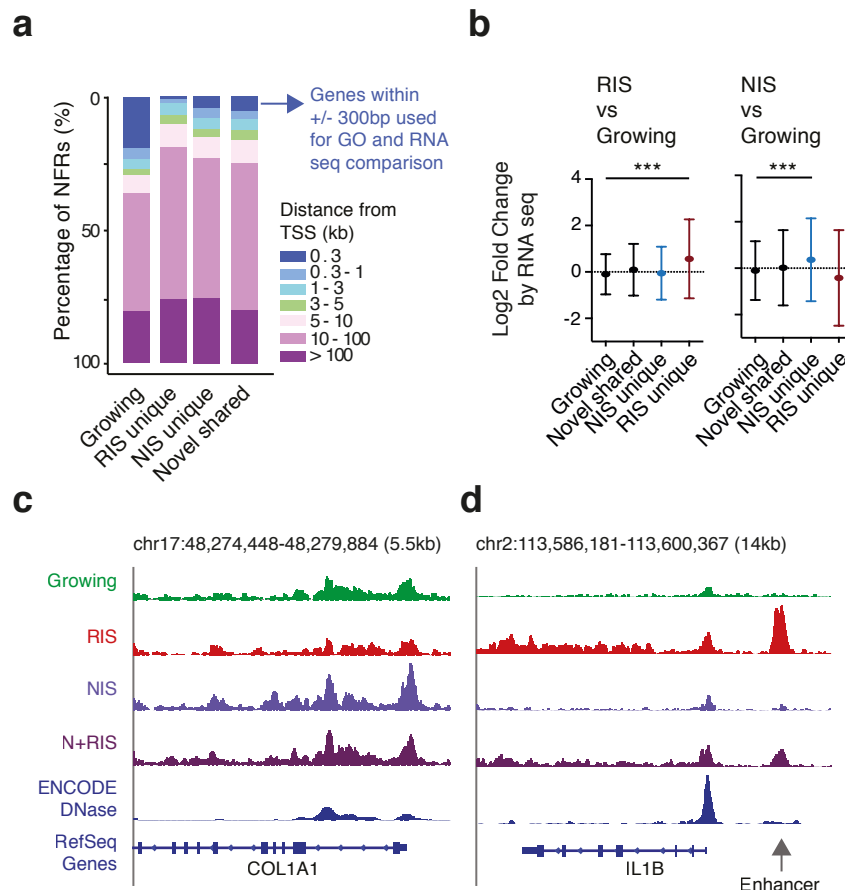 a
Percentage of NFRs (%)
0
50
100
Growing
RIS unique
NIS unique
Novel shared
Genes within
+/- 300bp used
for GO and RNA
seq comparison
Distance from
TSS (kb)
0.3
0.3 - 1
1 - 3
3 - 5
5 - 10
10 - 100
> 100
b
RIS
vs
Growing
NIS
vs
Growing
***
***
Log2 Fold Change
by RNA seq
4
2
0
-2
Growing
Novel shared
NIS unique
RIS unique
Growing
Novel shared
NIS unique
RIS unique
c
chr17:48,274,448-48,279,884 (5.5kb)
Growing
RIS
NIS
N+RIS
ENCODE
DNase
RefSeq
Genes
COL1A1
d
chr2:113,586,181-113,600,367 (14kb)
IL1B
Enhancer